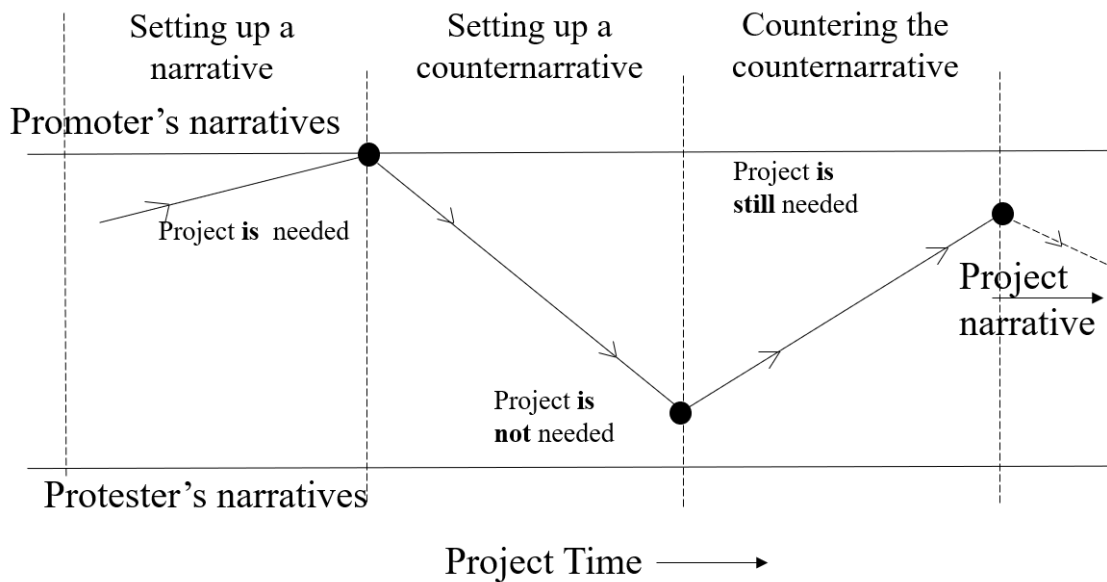 Setting up a
narrative
Setting up a
counternarrative
Countering the
counternarrative
Promoter’s narratives
Project is needed
Project is
still needed
Project
narrative
Project is
not needed
Protester’s narratives
Project Time